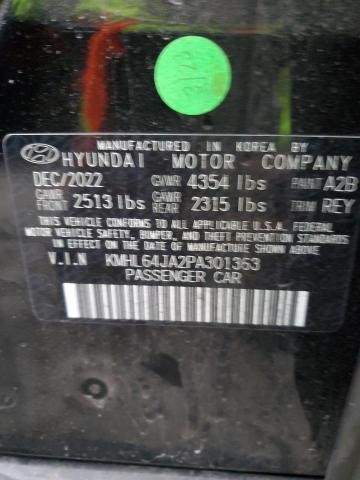 MANUFACTURED IN KOREA BY
HYUNDAI MOTOR COMPANY
DEC/2022 GVWR 4354 lbs PAINT A2B
GAWR FRONT 2513 lbs GAWR REAR 2315 lbs TRIM REY
THIS VEHICLE CONFORMS TO ALL APPLICABLE U.S.A. FEDERAL
MOTOR VEHICLE SAFETY, BUMPER, AND THEFT PREVENTION STANDARDS
IN EFFECT ON THE DATE OF MANUFACTURE SHOWN ABOVE.
V.I.N KMHL64JA2PA301363
PASSENGER CAR